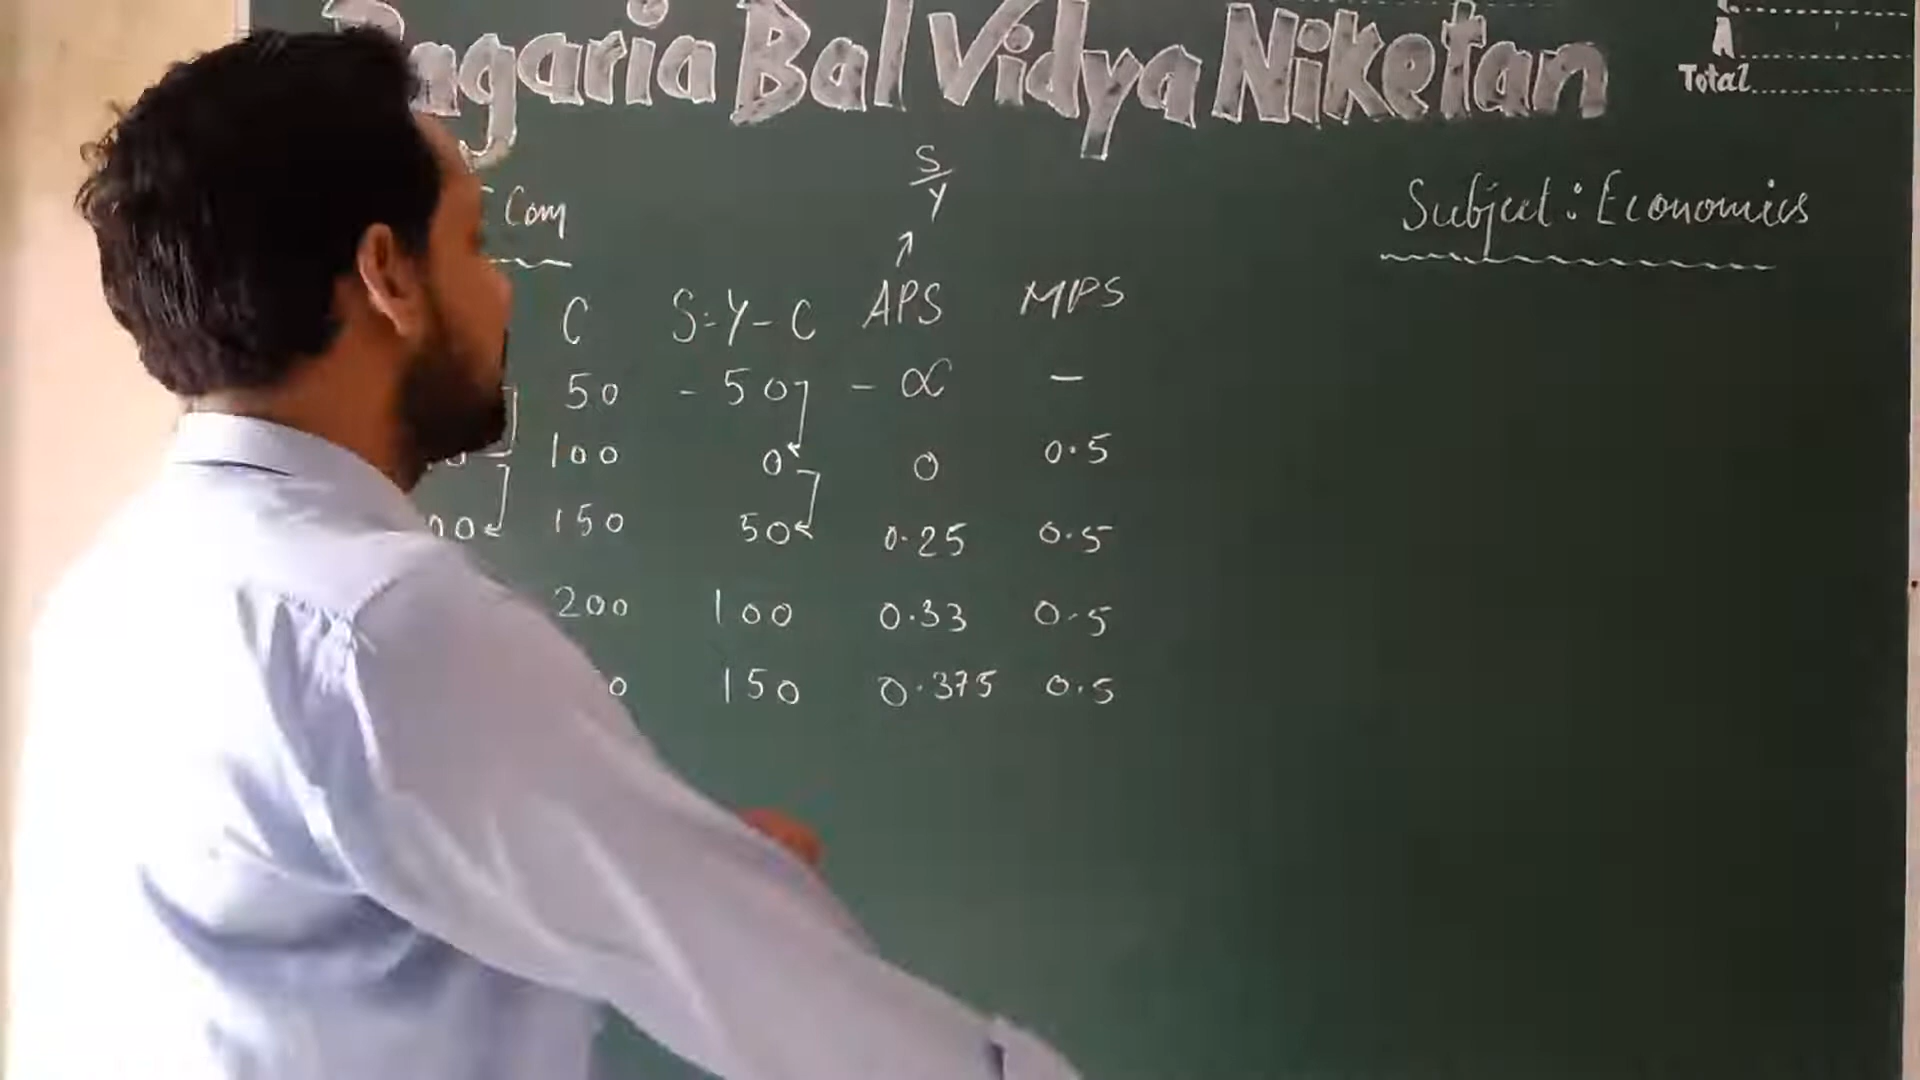 Bal Vidya Niketan
A
Total
S
Y
Com
Subject: Economics
C S=Y-C APS MPS
50 -50 -∝ -
100 0 0 0.5
150 50 0.25 0.5
200 100 0.33 0.5
150 0.375 0.5